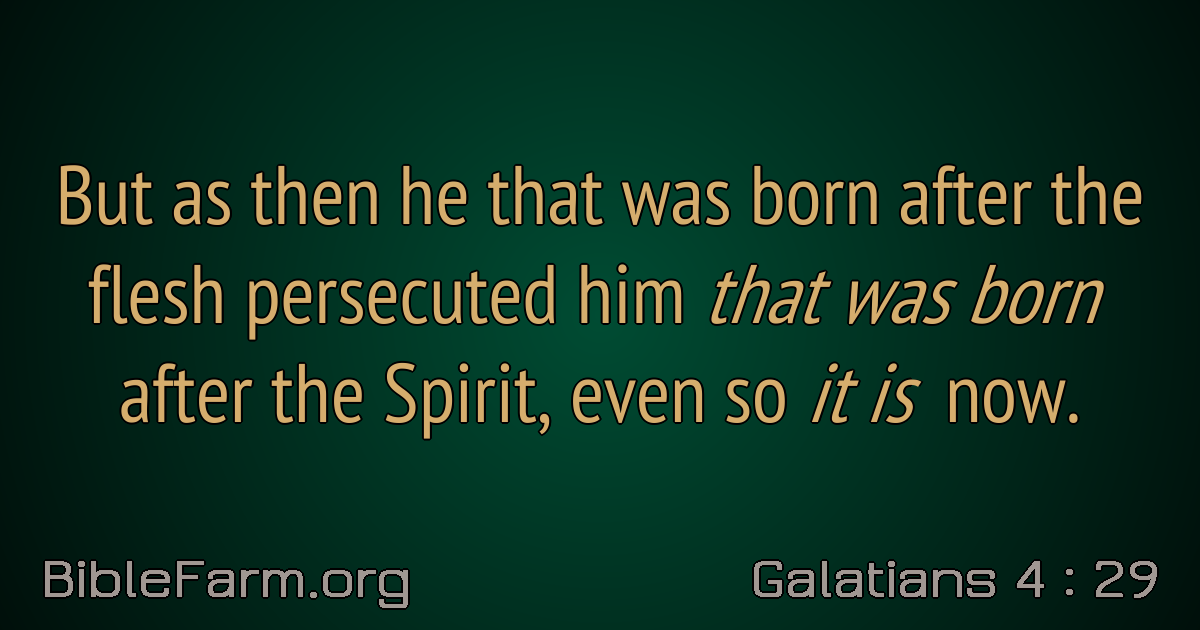 But as then he that was born after the
flesh persecuted him that was born
after the Spirit, even so it is now.
BibleFarm.org
Galatians 4 : 29